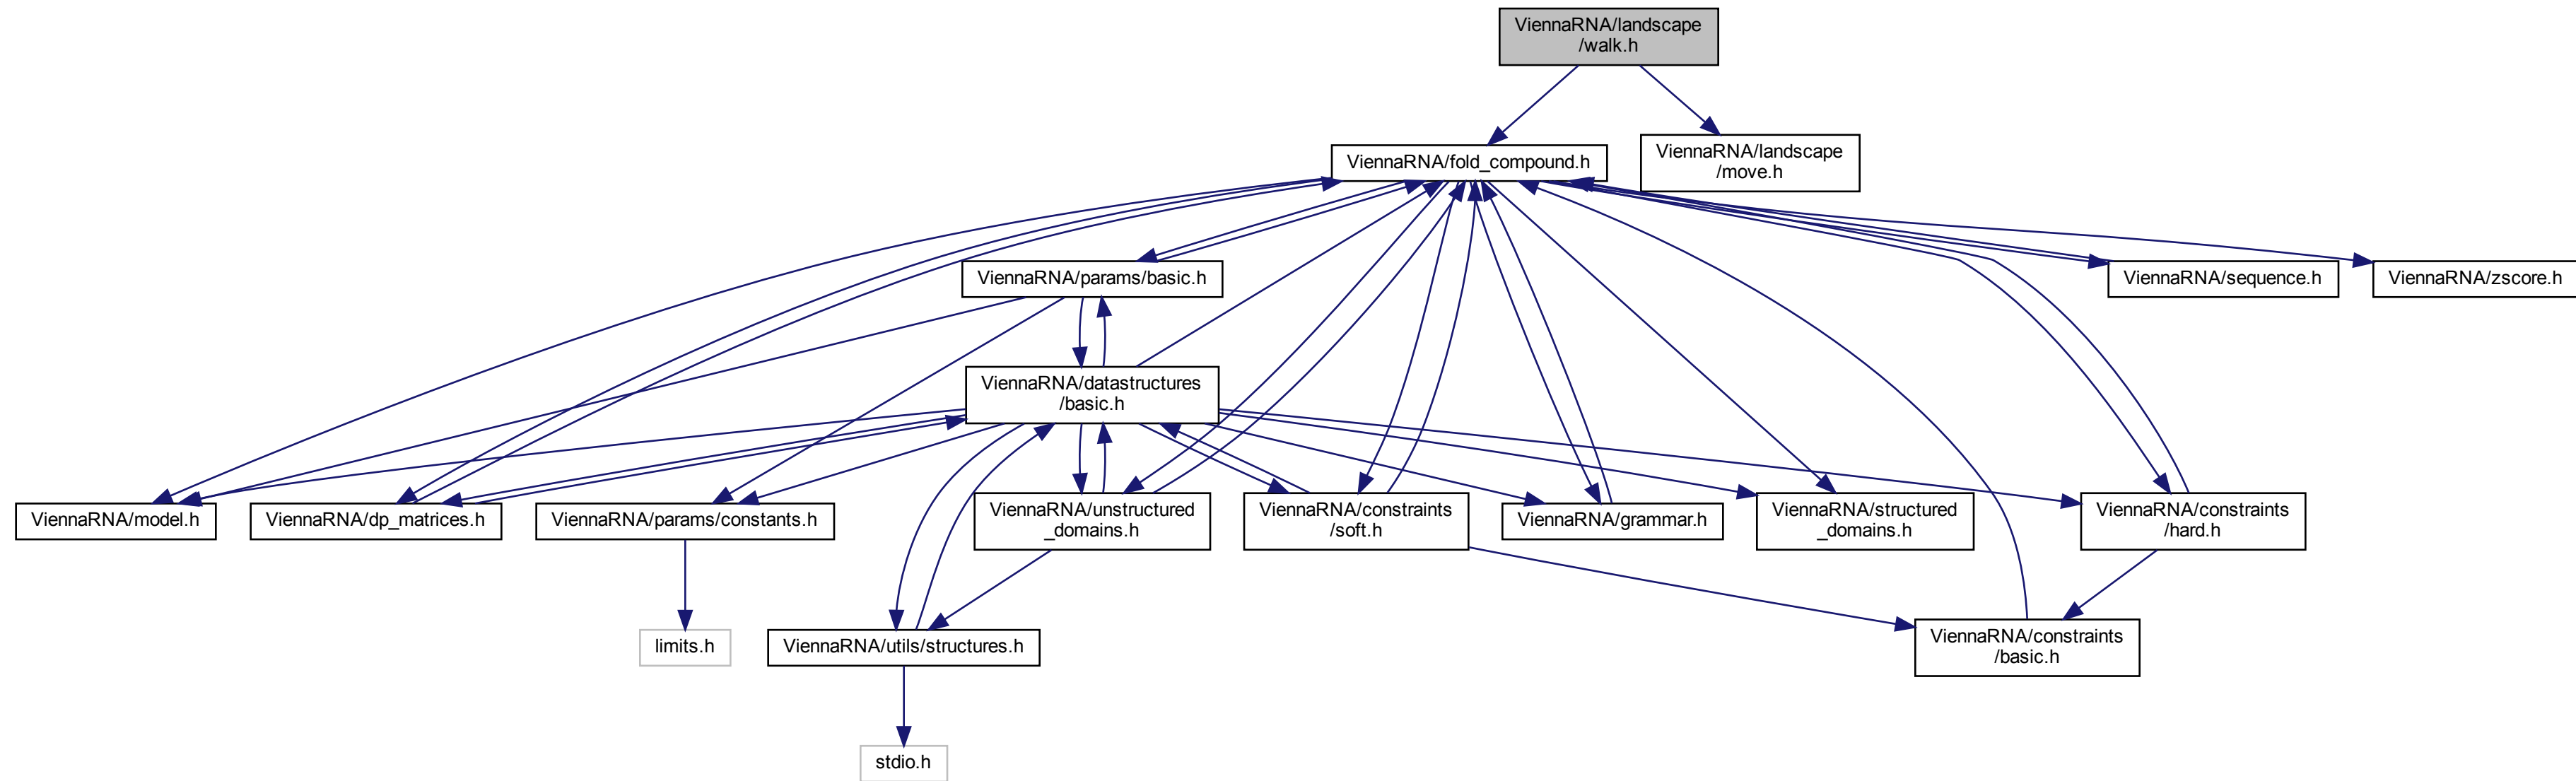 ViennaRNA/landscape
/walk.h
ViennaRNA/fold_compound.h
ViennaRNA/landscape
/move.h
ViennaRNA/params/basic.h
ViennaRNA/sequence.h
ViennaRNA/zscore.h
ViennaRNA/datastructures
/basic.h
ViennaRNA/model.h
ViennaRNA/dp_matrices.h
ViennaRNA/params/constants.h
ViennaRNA/unstructured
_domains.h
ViennaRNA/constraints
/soft.h
ViennaRNA/grammar.h
ViennaRNA/structured
_domains.h
ViennaRNA/constraints
/hard.h
limits.h
ViennaRNA/utils/structures.h
ViennaRNA/constraints
/basic.h
stdio.h